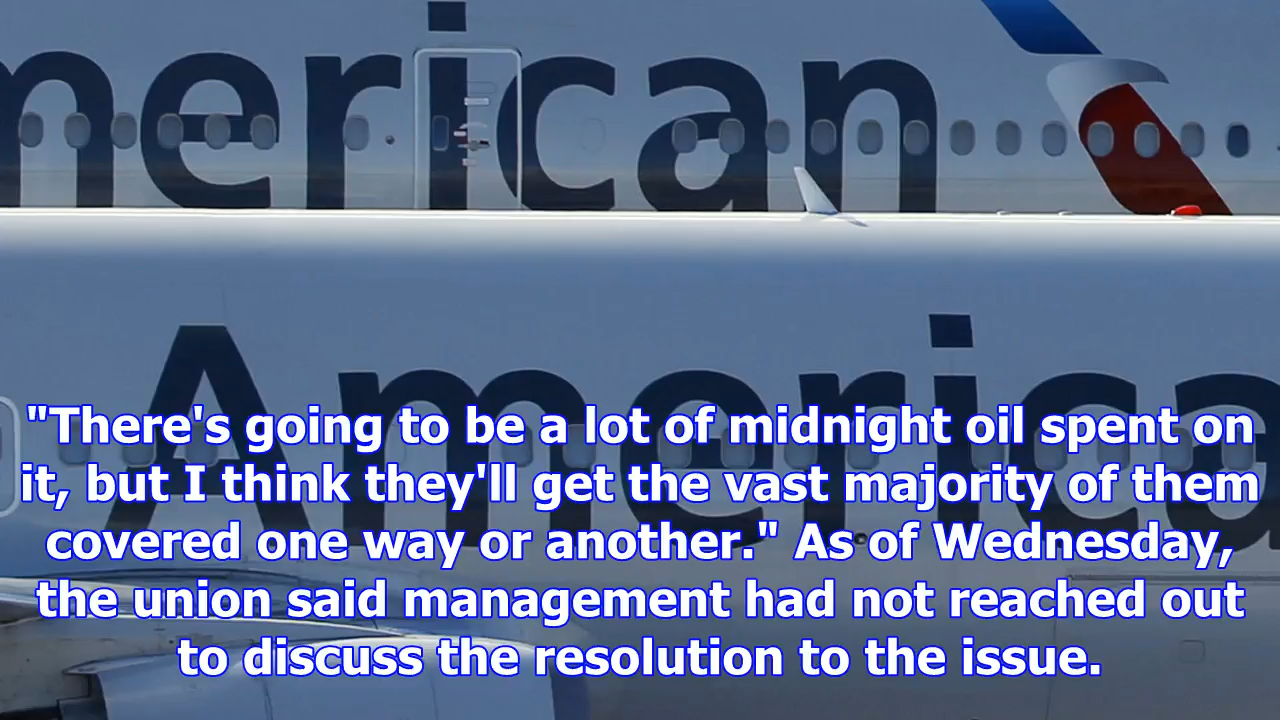 merican
America
"There's going to be a lot of midnight oil spent on
it, but I think they'll get the vast majority of them
covered one way or another." As of Wednesday,
the union said management had not reached out
to discuss the resolution to the issue.